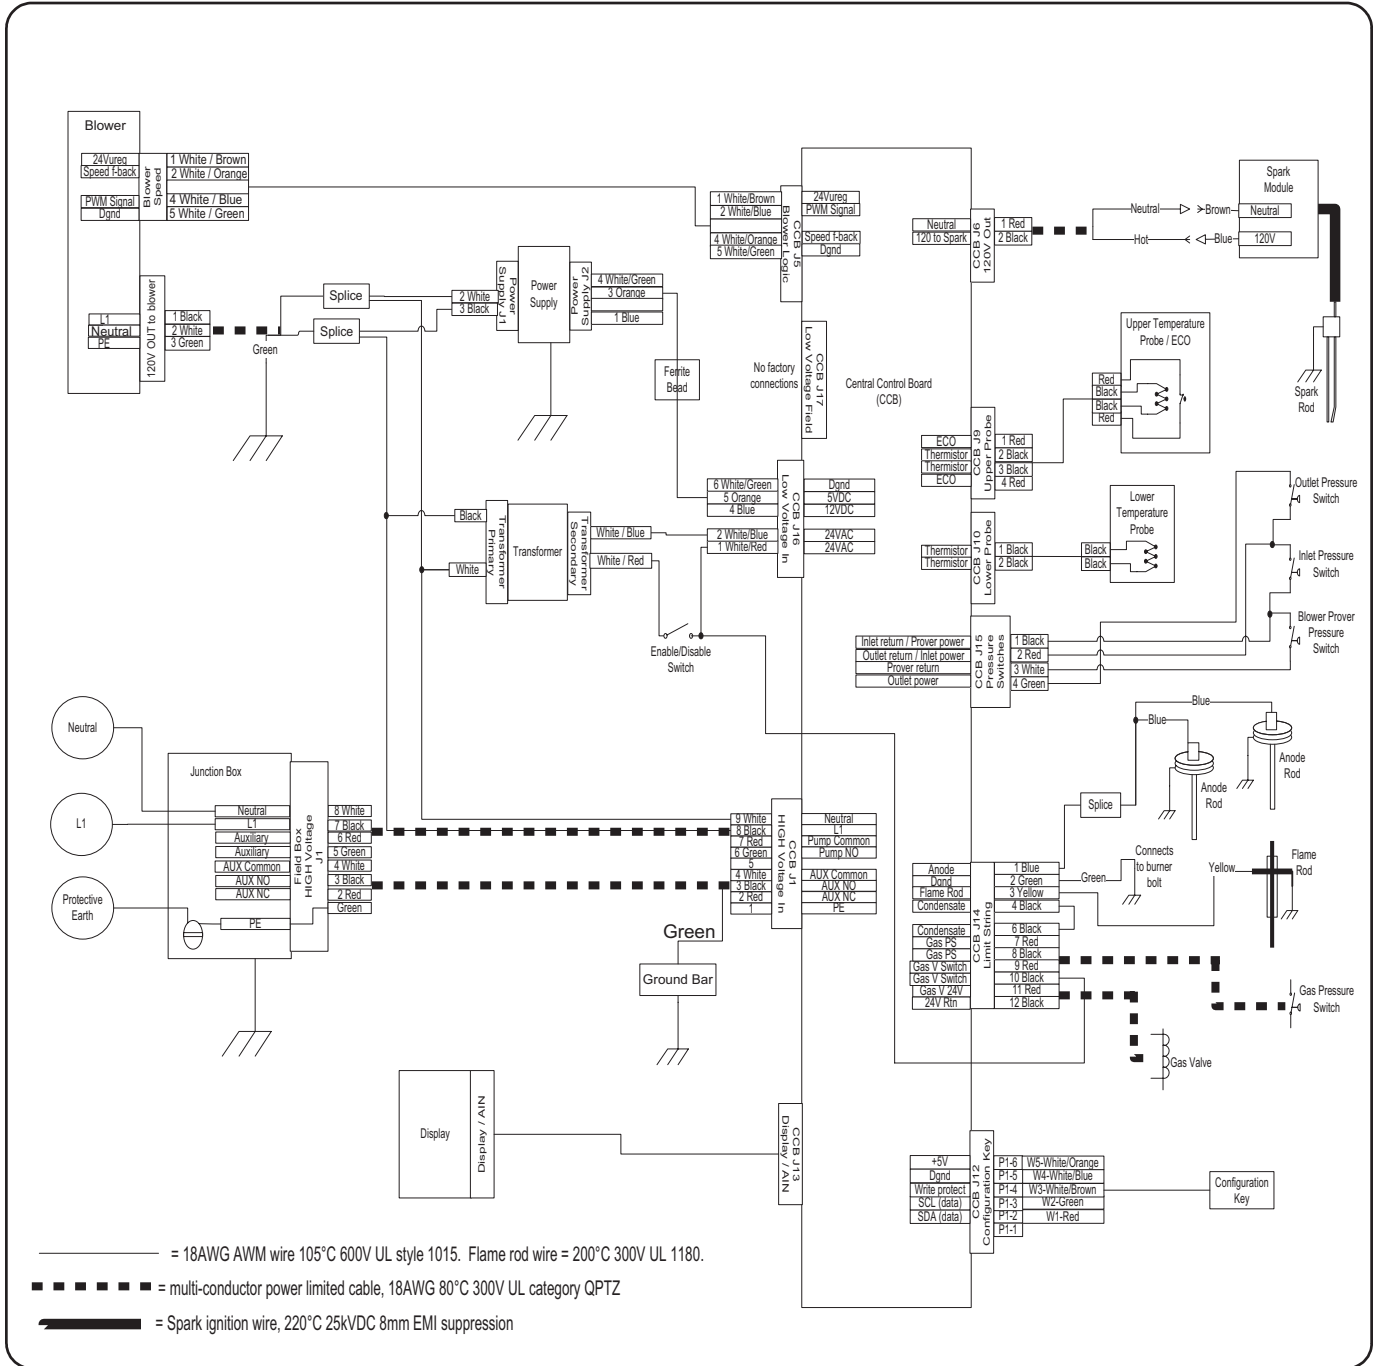 Blower
24Vureg
Speed f-back
PWM Signal
Dgnd
Blower Speed
1 White / Brown
2 White / Orange
4 White / Blue
5 White / Green
L1
Neutral
PE
120V OUT to blower
1 Black
2 White
3 Green
Green
Splice
Splice
2 White
3 Black
Power Supply J1
Power Supply
Power Supply J2
4 White/Green
3 Orange
1 Blue
Ferrite Bead
Black
White
Transformer Primary
Transformer
Transformer Secondary
White / Blue
White / Red
Enable/Disable Switch
1 White/Brown
2 White/Blue
4 White/Orange
5 White/Green
CCB J5
Blower Logic
24Vureg
PWM Signal
Speed f-back
Dgnd
No factory connections
CCB J17
Low Voltage Field
Central Control Board
(CCB)
6 White/Green
5 Orange
4 Blue
2 White/Blue
1 White/Red
CCB J16
Low Voltage In
Dgnd
5VDC
12VDC
24VAC
24VAC
Neutral
120 to Spark
CCB J6
120V Out
1 Red
2 Black
Neutral
Hot
Brown
Blue
Spark Module
Neutral
120V
Spark Rod
Upper Temperature Probe / ECO
Red
Black
Black
Red
ECO
Thermistor
Thermistor
ECO
CCB J9
Upper Probe
1 Red
2 Black
3 Black
4 Red
Lower Temperature Probe
Black
Black
Thermistor
Thermistor
CCB J10
Lower Probe
1 Black
2 Black
Outlet Pressure Switch
Inlet Pressure Switch
Blower Prover Pressure Switch
Inlet return / Prover power
Outlet return / Inlet power
Prover return
Outlet power
CCB J15
Pressure Switches
1 Black
2 Red
3 White
4 Green
Neutral
L1
Protective Earth
Junction Box
Neutral
L1
Auxiliary
Auxiliary
AUX Common
AUX NO
AUX NC
PE
Field Box
HIGH Voltage
J1
8 White
7 Black
6 Red
5 Green
4 White
3 Black
2 Red
Green
9 White
8 Black
7 Red
6 Green
5
4 White
3 Black
2 Red
1
CCB J1
HIGH Voltage In
Neutral
L1
Pump Common
Pump NO
AUX Common
AUX NO
AUX NC
PE
Green
Ground Bar
Blue
Blue
Anode Rod
Anode Rod
Splice
Connects to burner bolt
Green
Yellow
Flame Rod
Anode
Dgnd
Flame Rod
Condensate
Condensate
Gas PS
Gas PS
Gas V Switch
Gas V Switch
Gas V 24V
24V Rtn
CCB J14
Limit String
1 Blue
2 Green
3 Yellow
4 Black
6 Black
7 Red
8 Black
9 Red
10 Black
11 Red
12 Black
Gas Pressure Switch
Gas Valve
Display
Display / AIN
CCB J13
Display / AIN
+5V
Dgnd
Write protect
SCL (data)
SDA (data)
CCB J12
Configuration Key
P1-6
P1-5
P1-4
P1-3
P1-2
P1-1
W5-White/Orange
W4-White/Blue
W3-White/Brown
W2-Green
W1-Red
Configuration Key
= 18AWG AWM wire 105°C 600V UL style 1015. Flame rod wire = 200°C 300V UL 1180.
= multi-conductor power limited cable, 18AWG 80°C 300V UL category QPTZ
= Spark ignition wire, 220°C 25kVDC 8mm EMI suppression